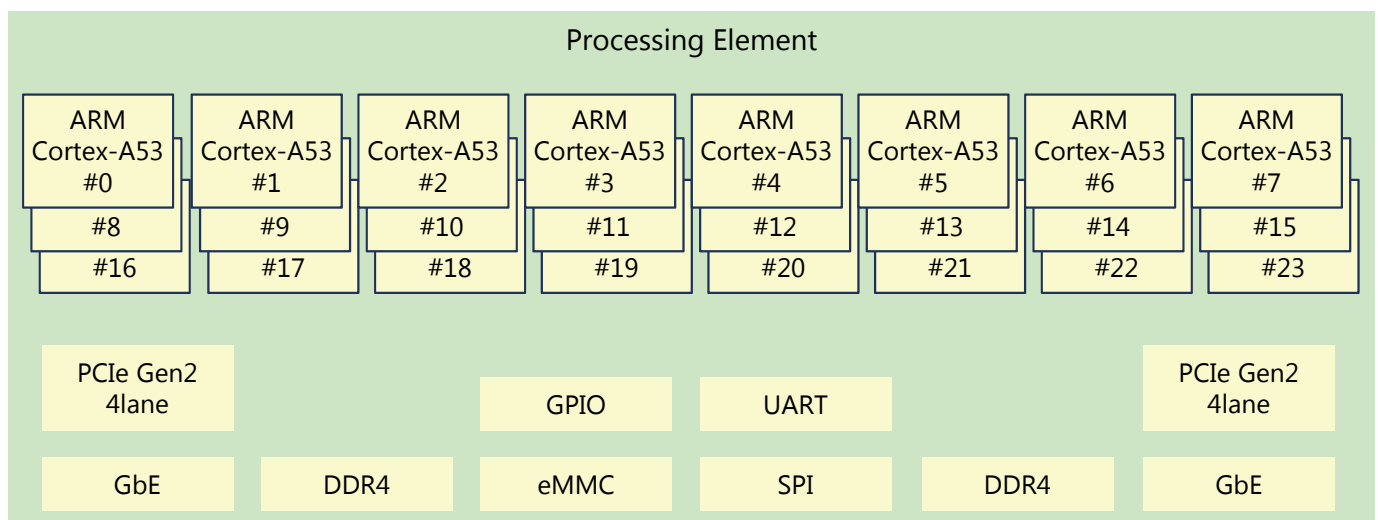 Processing Element
ARM
Cortex-A53
#0
#8
#16
ARM
Cortex-A53
#1
#9
#17
ARM
Cortex-A53
#2
#10
#18
ARM
Cortex-A53
#3
#11
#19
ARM
Cortex-A53
#4
#12
#20
ARM
Cortex-A53
#5
#13
#21
ARM
Cortex-A53
#6
#14
#22
ARM
Cortex-A53
#7
#15
#23
PCIe Gen2
4lane
GPIO
UART
PCIe Gen2
4lane
GbE
DDR4
eMMC
SPI
DDR4
GbE